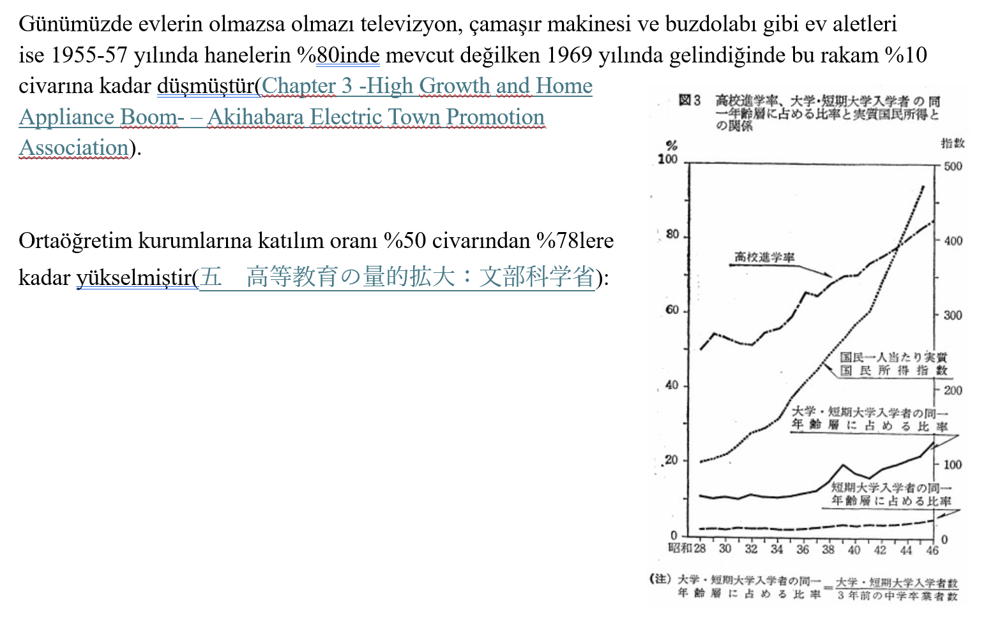 Günümüzde evlerin olmazsa olmazı televizyon, çamaşır makinesi ve buzdolabı gibi ev aletleri
ise 1955-57 yılında hanelerin %80inde mevcut değilken 1969 yılında gelindiğinde bu rakam %10
civarına kadar düşmüştür(Chapter 3 -High Growth and Home
Appliance Boom- – Akihabara Electric Town Promotion
Association).
Ortaöğretim kurumlarına katılım oranı %50 civarından %78lere
kadar yükselmiştir(五　高等教育の量的拡大：文部科学省):
図3 高校進学率、大学・短期大学入学者の同
一年齢層に占める比率と実質国民所得と
の関係
%
指数
100
500
80
400
高校進学率
60
300
国民一人当たり実質
国民所得指数
40
200
大学・短期大学入学者の同一
年齢層に占める比率
20
100
短期大学入学者の同一
年齢層に占める比率
0
0
昭和28 30 32 34 36 38 40 42 44 46
(注) 大学・短期大学入学者の同一年齢層に占める比率 = 大学・短期大学入学者数
3年前の中学卒業者数